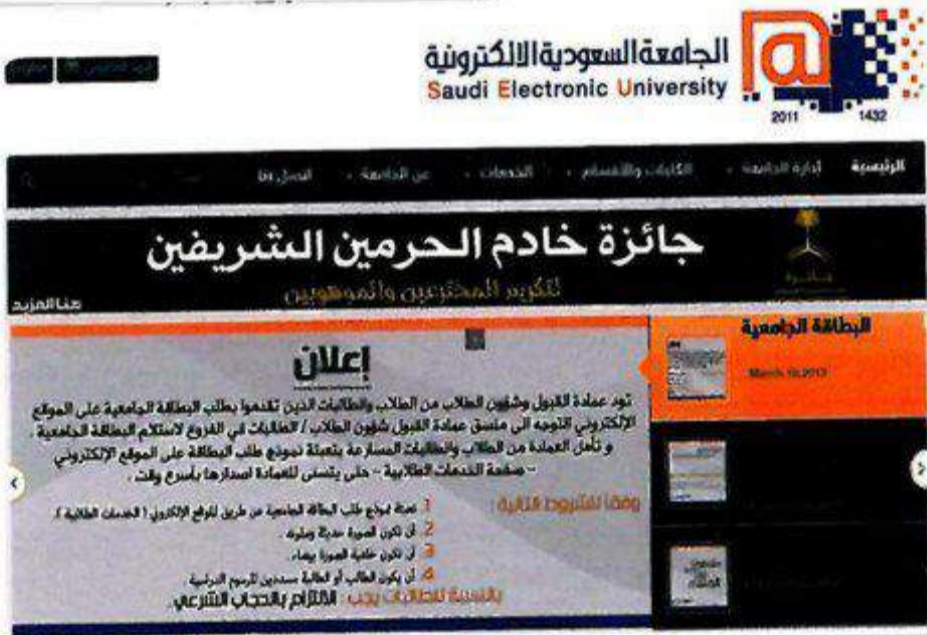 الجامعة السعودية الالكترونية
Saudi Electronic University
2011 1432
الرئيسية إدارة الجامعة الكليات والأقسام الخدمات عن الجامعة اتصل بنا
جائزة خادم الحرمين الشريفين
لتكريم المخترعين والموهوبين
هنا المزيد
البطاقة الجامعية
March 10,2013
إعلان
تود عمادة القبول وشؤون الطلاب من الطلاب والطالبات الذين تقدموا بطلب البطاقة الجامعية على الموقع
الإلكتروني التوجه الى منسق عمادة القبول شؤون الطلاب / الطالبات في الفروع لاستلام البطاقة الجامعية .
و تأمل العمادة من الطلاب والطالبات المسارعة بتعبئة نموذج طلب البطاقة على الموقع الإلكتروني
– صفحة الخدمات الطلابية – حتى يتسنى للعمادة اصدارها بأسرع وقت .
وفقا للشروط التالية :
1. تعبئة نموذج طلب البطاقة الجامعية عن طريق الموقع الإلكتروني ( الخدمات الطلابية ).
2. أن تكون الصورة حديثة وملونه .
3. أن تكون خلفية الصورة بيضاء .
4. أن يكون الطالب أو الطالبة مسددين للرسوم الدراسية
بالنسبة للطالبات يجب : الالتزام بالحجاب الشرعي.